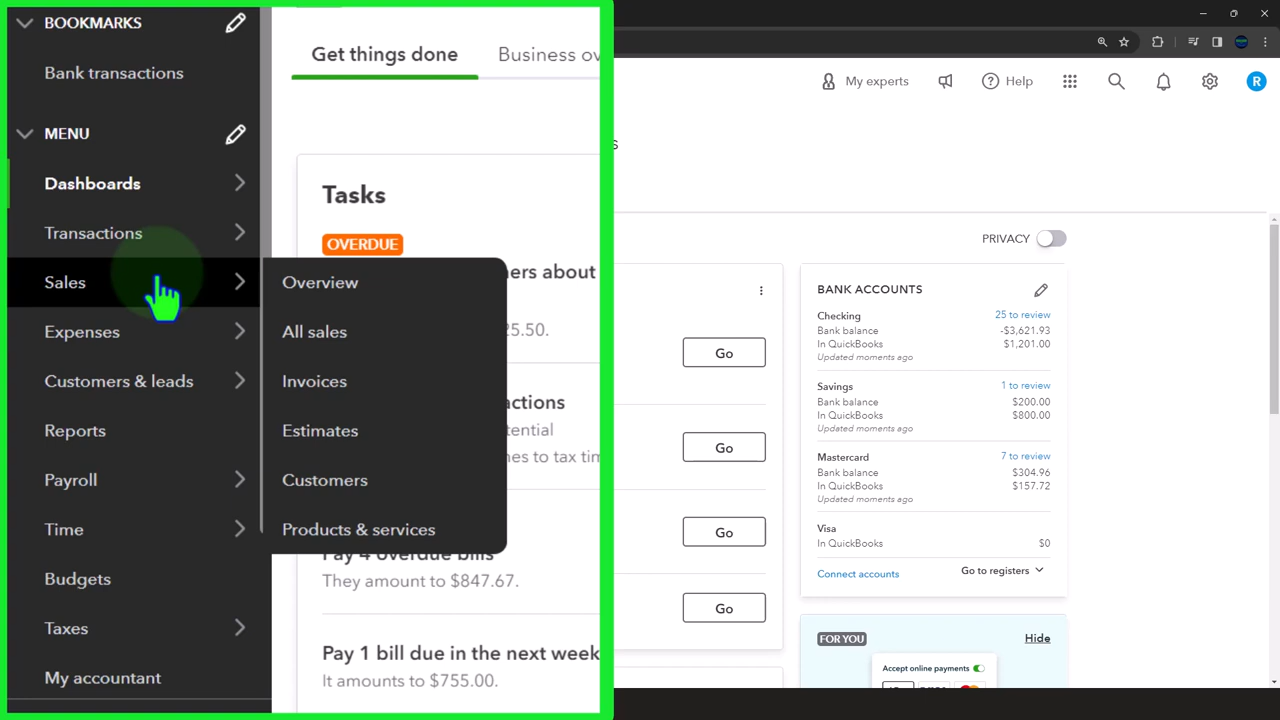 BOOKMARKS
Bank transactions
MENU
Dashboards
Transactions
Sales
Expenses
Customers & leads
Reports
Payroll
Time
Budgets
Taxes
My accountant
Overview
All sales
Invoices
Estimates
Customers
Products & services
Get things done
Business ov
Tasks
OVERDUE
ers about
25.50.
actions
tential
nes to tax tim
Pay 4 overdue bills
They amount to $847.67.
Pay 1 bill due in the next week
It amounts to $755.00.
My experts
Help
R
S
PRIVACY
Go
Go
Go
Go
BANK ACCOUNTS
Checking 25 to review
Bank balance -$3,621.93
In QuickBooks $1,201.00
Updated moments ago
Savings 1 to review
Bank balance $200.00
In QuickBooks $800.00
Updated moments ago
Mastercard 7 to review
Bank balance $304.96
In QuickBooks $157.72
Updated moments ago
Visa
In QuickBooks $0
Connect accounts Go to registers
FOR YOU Hide
Accept online payments